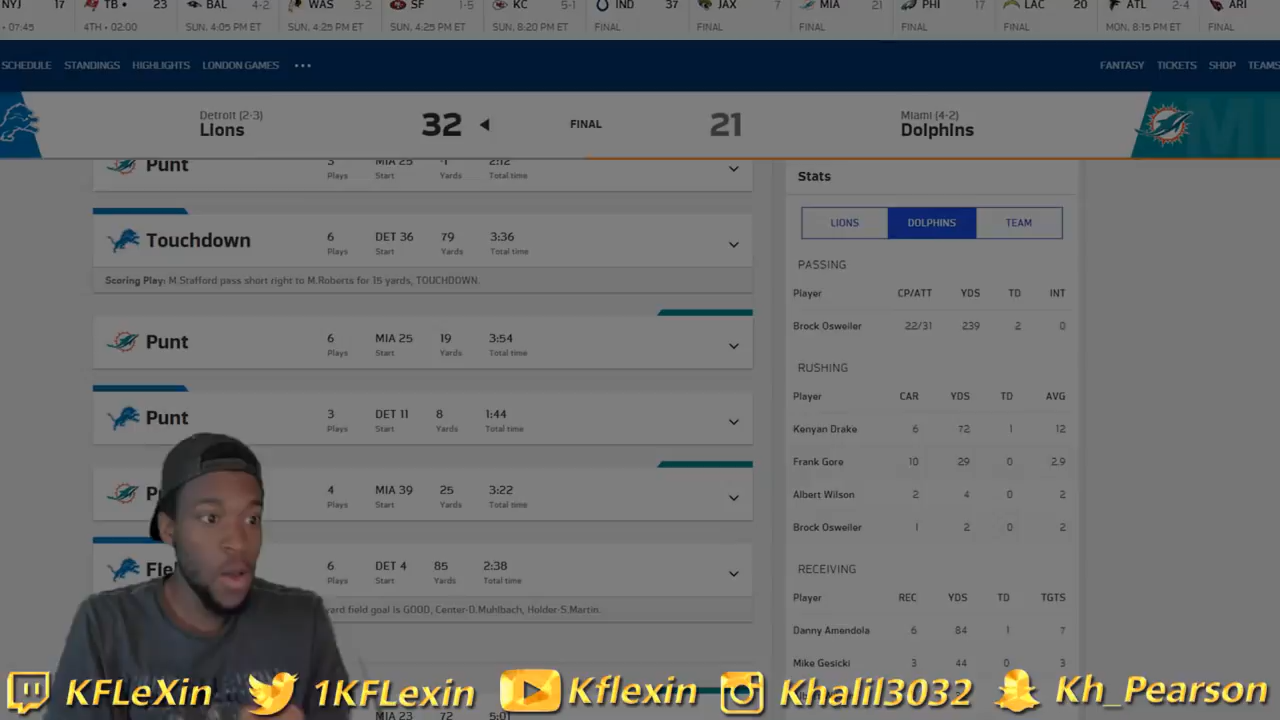 NYJ 17 TB • 23 BAL 4-2 WAS 3-2 SF 1-5 KC 5-1 IND 37 JAX 7 MIA 21 PHI 17 LAC 20 ATL 2-4 ARI
• 07:45 4TH • 02:00 SUN, 4:05 PM ET SUN, 4:25 PM ET SUN, 4:25 PM ET SUN, 8:20 PM ET FINAL FINAL FINAL FINAL FINAL MON, 8:15 PM ET FINAL
SCHEDULE STANDINGS HIGHLIGHTS LONDON GAMES ••• FANTASY TICKETS SHOP TEAMS
Detroit (2-3)
Lions 32 FINAL 21
Miami (4-2)
Dolphins
Punt 3 MIA 25 -1 2:12
Plays Start Yards Total time
Touchdown 6 DET 36 79 3:36
Plays Start Yards Total time
Scoring Play: M.Stafford pass short right to M.Roberts for 15 yards, TOUCHDOWN.
Punt 6 MIA 25 19 3:54
Plays Start Yards Total time
Punt 3 DET 11 8 1:44
Plays Start Yards Total time
4 MIA 39 25 3:22
Plays Start Yards Total time
6 DET 4 85 2:38
Plays Start Yards Total time
field goal is GOOD, Center-D.Muhlbach, Holder-S.Martin.
MIA 23 72 5:01
Stats
LIONS DOLPHINS TEAM
PASSING
Player CP/ATT YDS TD INT
Brock Osweiler 22/31 239 2 0
RUSHING
Player CAR YDS TD AVG
Kenyan Drake 6 72 1 12
Frank Gore 10 29 0 2.9
Albert Wilson 2 4 0 2
Brock Osweiler 1 2 0 2
RECEIVING
Player REC YDS TD TGTS
Danny Amendola 6 84 1 7
Mike Gesicki 3 44 0 3
KFLeXin 1KFLexin Kflexin Khalil3032 Kh_Pearson